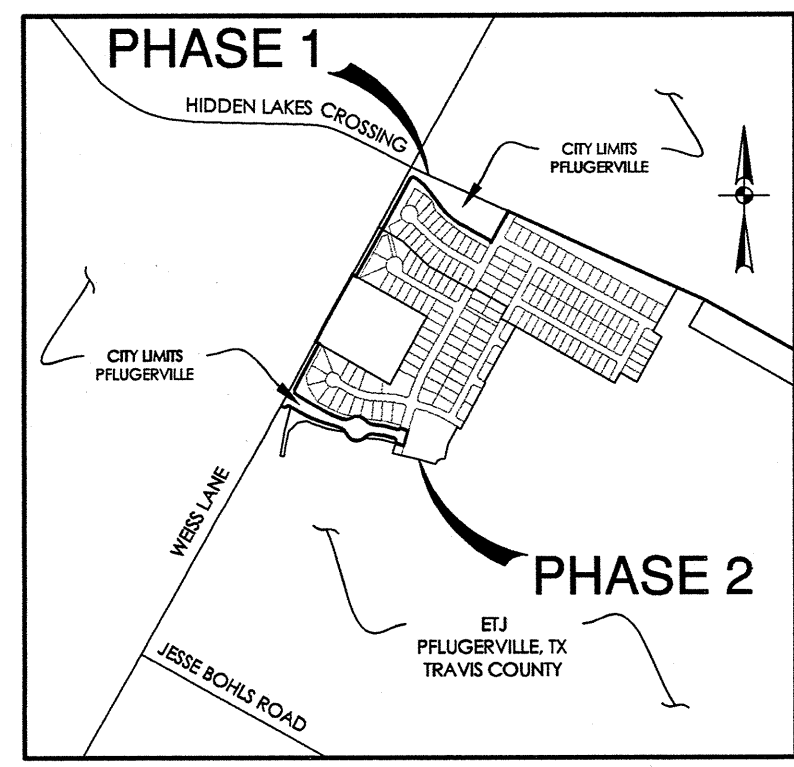 PHASE 1
HIDDEN LAKES CROSSING
CITY LIMITS
PFLUGERVILLE
CITY LIMITS
PFLUGERVILLE
WEISS LANE
PHASE 2
ETJ
PFLUGERVILLE, TX
TRAVIS COUNTY
JESSE BOHLS ROAD